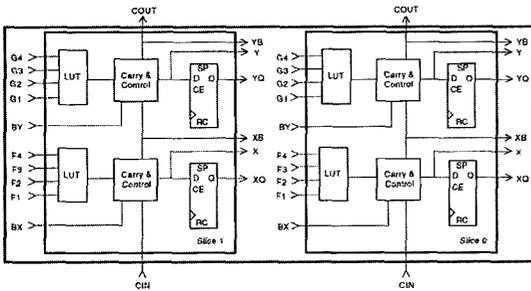 COUT
YB
Y
G4
G3
G2
G1
LUT
Carry & Control
SP
D Q
CE
RC
YQ
BY
XB
X
F4
F3
F2
F1
LUT
Carry & Control
SP
D Q
CE
RC
XQ
BX
Slice 1
CIN
COUT
YB
Y
G4
G3
G2
G1
LUT
Carry & Control
SP
D Q
CE
RC
YQ
BY
XB
X
F4
F3
F2
F1
LUT
Carry & Control
SP
D Q
CE
RC
XQ
BX
Slice 0
CIN